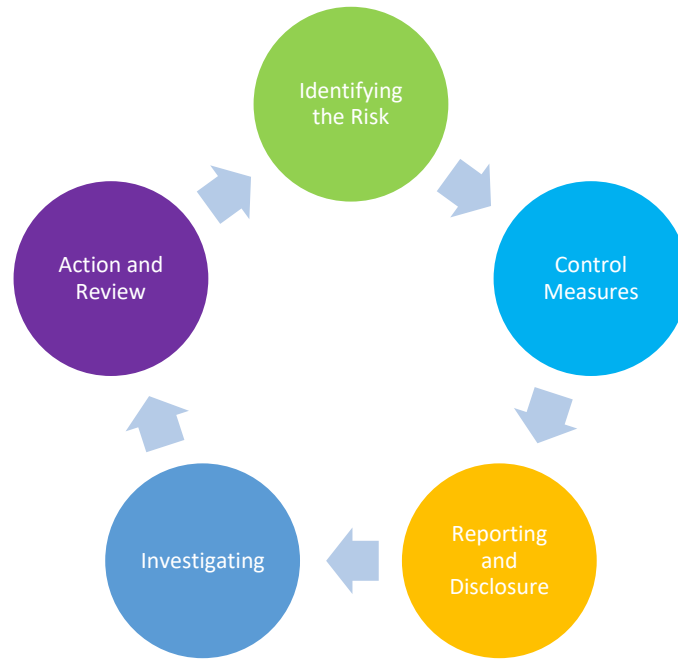 Identifying
the Risk
Control
Measures
Reporting
and
Disclosure
Investigating
Action and
Review